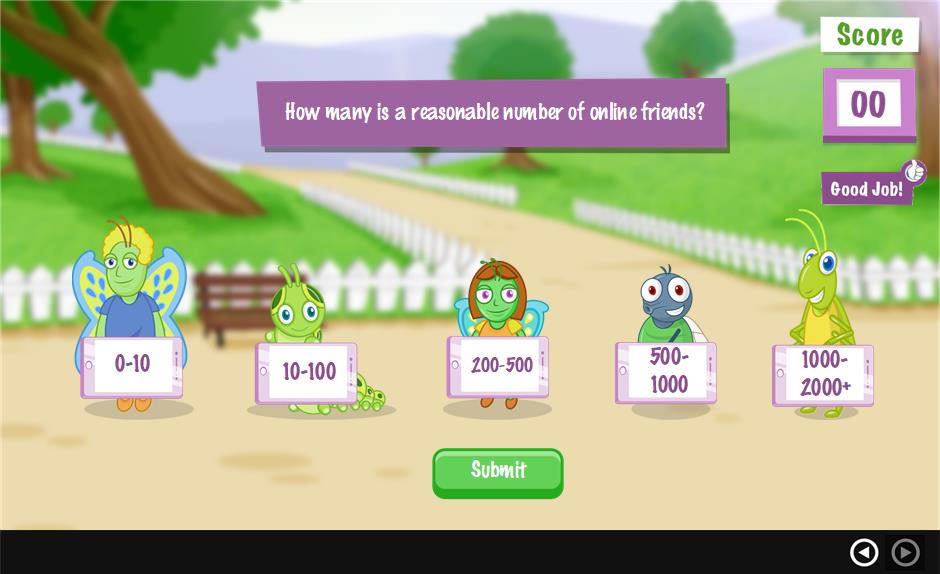 Score
How many is a reasonable number of online friends?
00
Good Job!
0-10
10-100
200-500
500-
1000
1000-
2000+
Submit